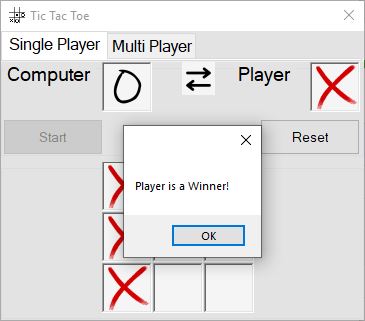 Tic Tac Toe
Single Player
Multi Player
Computer
Player
Start
Reset
Player is a Winner!
OK